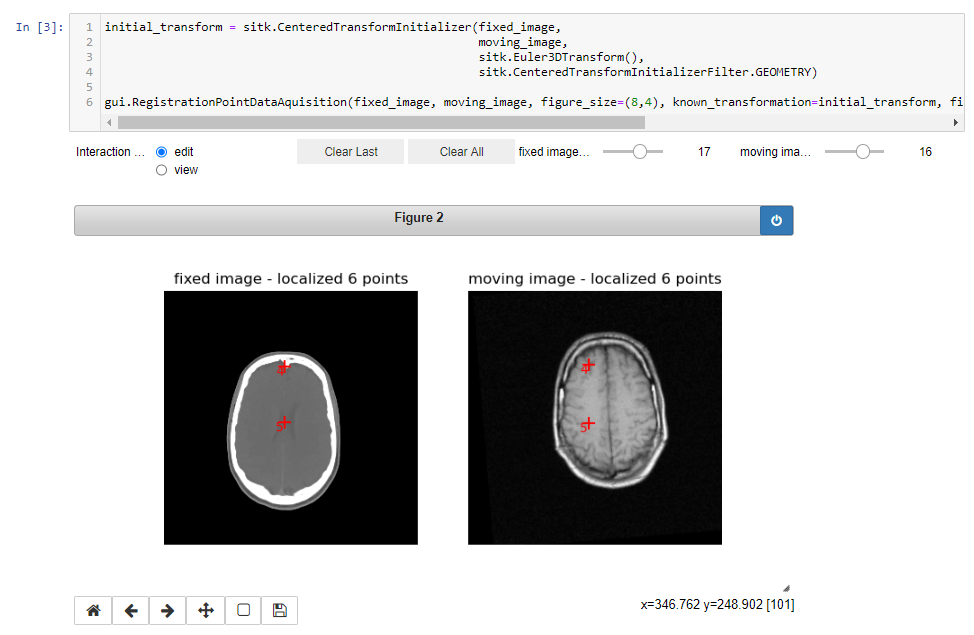 In [3]:
1 initial_transform = sitk.CenteredTransformInitializer(fixed_image,
2 moving_image,
3 sitk.Euler3DTransform(),
4 sitk.CenteredTransformInitializerFilter.GEOMETRY)
5
6 gui.RegistrationPointDataAquisition(fixed_image, moving_image, figure_size=(8,4), known_transformation=initial_transform, fi
Interaction ... edit Clear Last Clear All fixed image... 17 moving ima... 16
view
Figure 2
fixed image - localized 6 points moving image - localized 6 points
4 4
5 5
x=346.762 y=248.902 [101]